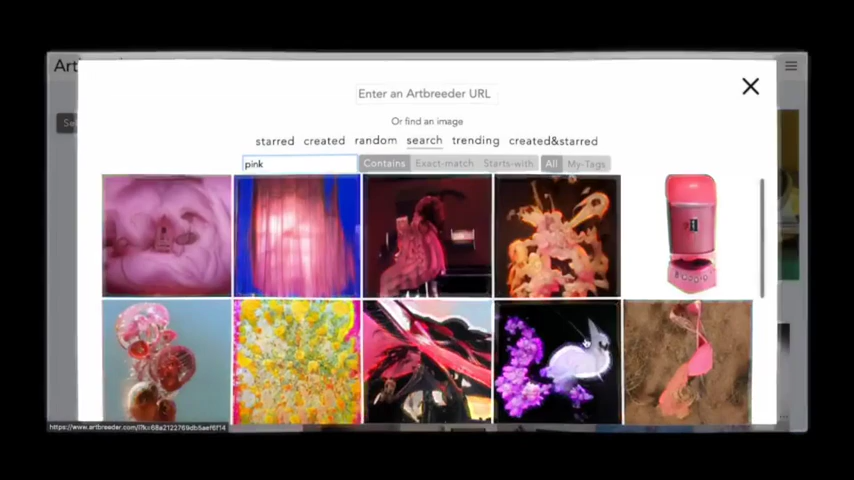 Art
Enter an Artbreeder URL
Or find an image
starred created random search trending created&starred
pink Contains Exact-match Starts-with All My-Tags